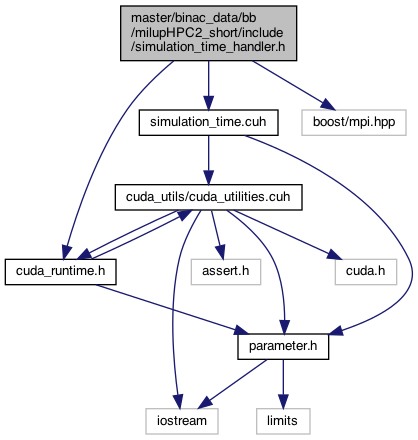 master/binac_data/bb
/milupHPC2_short/include
/simulation_time_handler.h
simulation_time.cuh
boost/mpi.hpp
cuda_utils/cuda_utilities.cuh
cuda_runtime.h
assert.h
cuda.h
parameter.h
iostream
limits